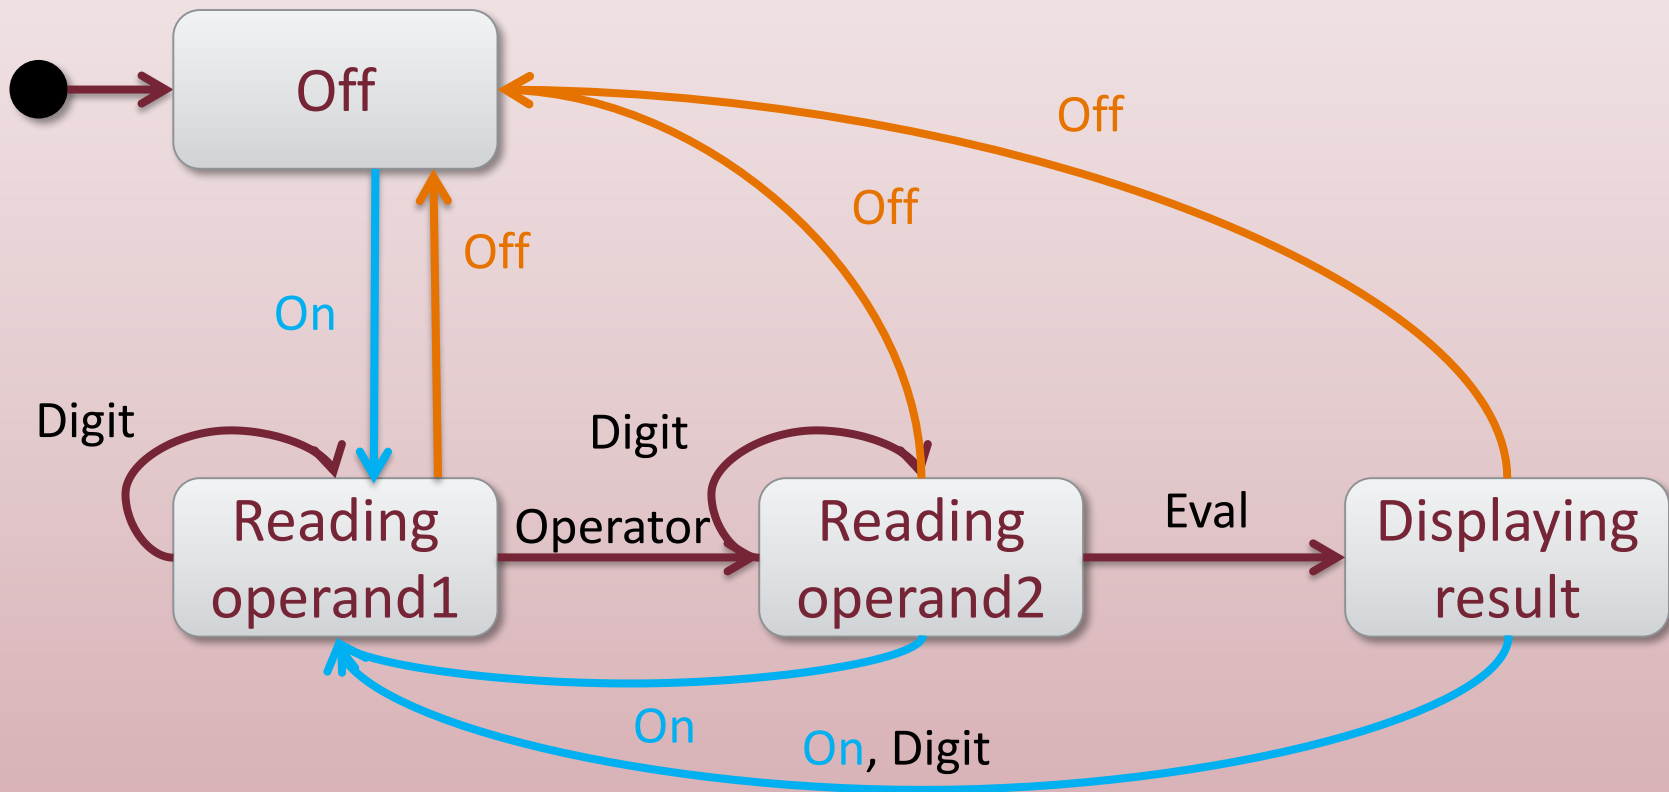 Off
Off
Off
Off
On
Digit
Digit
Reading
operand1
Operator
Reading
operand2
Eval
Displaying
result
On
On, Digit